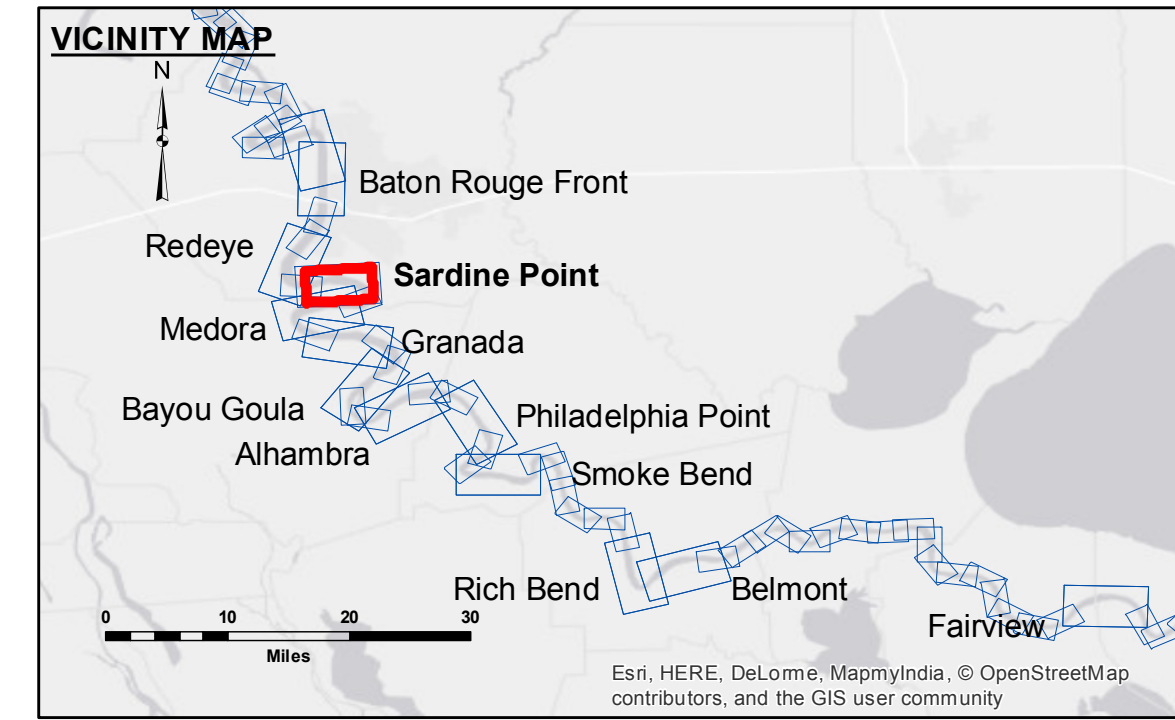 VICINITY MAP
N
Baton Rouge Front
Redeye
Sardine Point
Medora
Granada
Bayou Goula
Philadelphia Point
Alhambra
Smoke Bend
Rich Bend
Belmont
Fairview
0 10 20 30
Miles
Esri, HERE, DeLorme, MapmyIndia, © OpenStreetMap
contributors, and the GIS user community